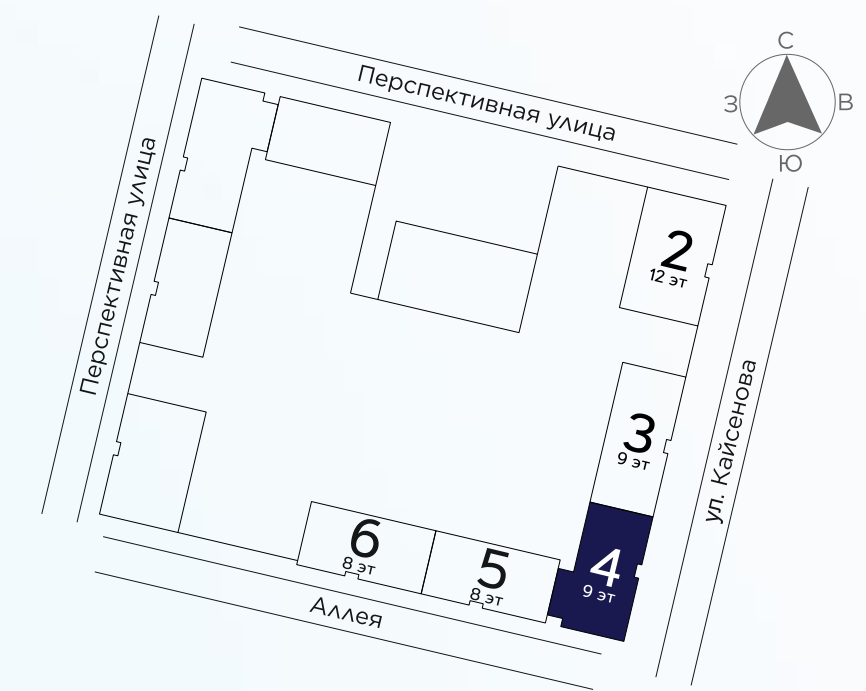 С
З
В
Ю
Перспективная улица
Перспективная улица
2
12 эт
ул. Кайсенова
3
9 эт
4
9 эт
6
8 эт
5
8 эт
Аллея